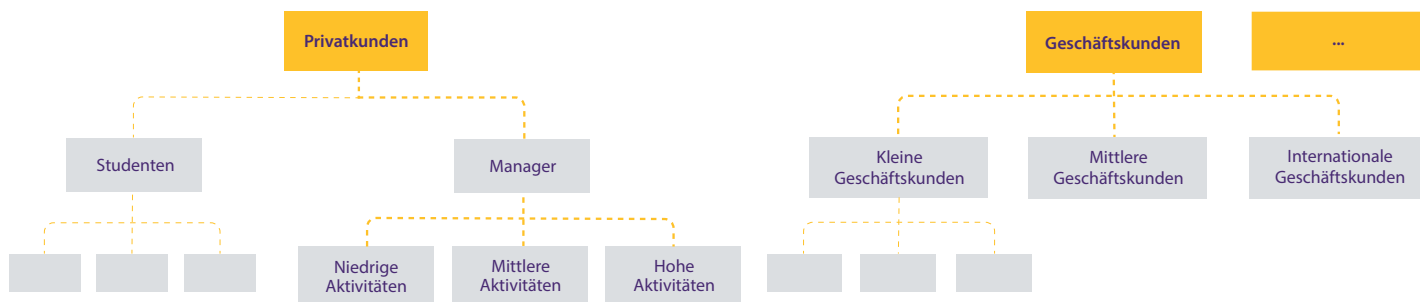 Privatkunden
Geschäftskunden
...
Studenten
Manager
Kleine
Geschäftskunden
Mittlere
Geschäftskunden
Internationale
Geschäftskunden
Niedrige
Aktivitäten
Mittlere
Aktivitäten
Hohe
Aktivitäten